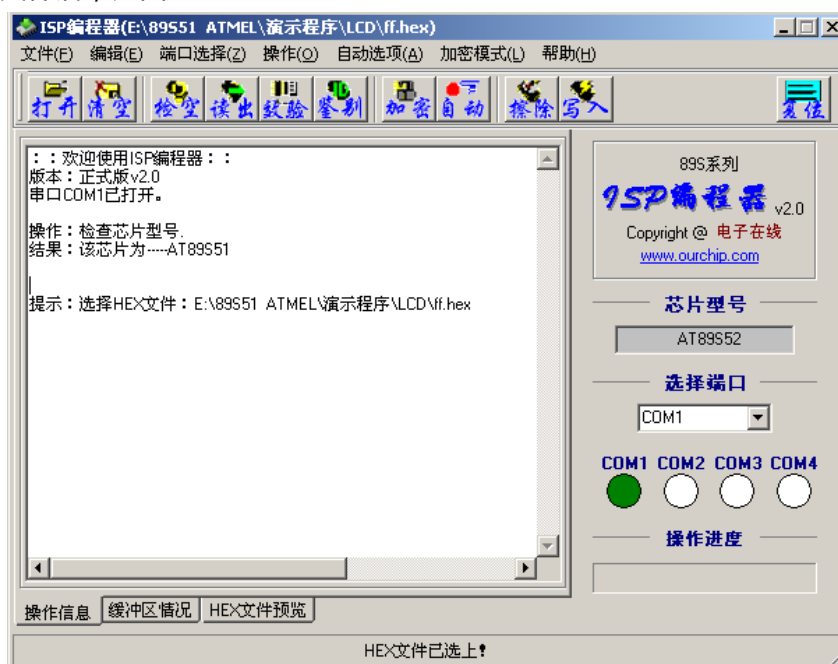 ISP编程器(E:\89S51 ATMEL\演示程序\LCD\ff.hex)
文件(F) 编辑(E) 端口选择(Z) 操作(O) 自动选项(A) 加密模式(L) 帮助(H)
打开 清空 检空 读出 效验 鉴别 加密 自动 擦除 写入 复位
：：欢迎使用ISP编程器：：
版本：正式版v2.0
串口COM1已打开。
操作：检查芯片型号.
结果：该芯片为----AT89S51
提示：选择HEX文件：E:\89S51 ATMEL\演示程序\LCD\ff.hex
89S系列
ISP编程器 v2.0
Copyright @ 电子在线
www.ourchip.com
芯片型号
AT89S52
选择端口
COM1
COM1 COM2 COM3 COM4
操作进度
操作信息 缓冲区情况 HEX文件预览
HEX文件已选上！